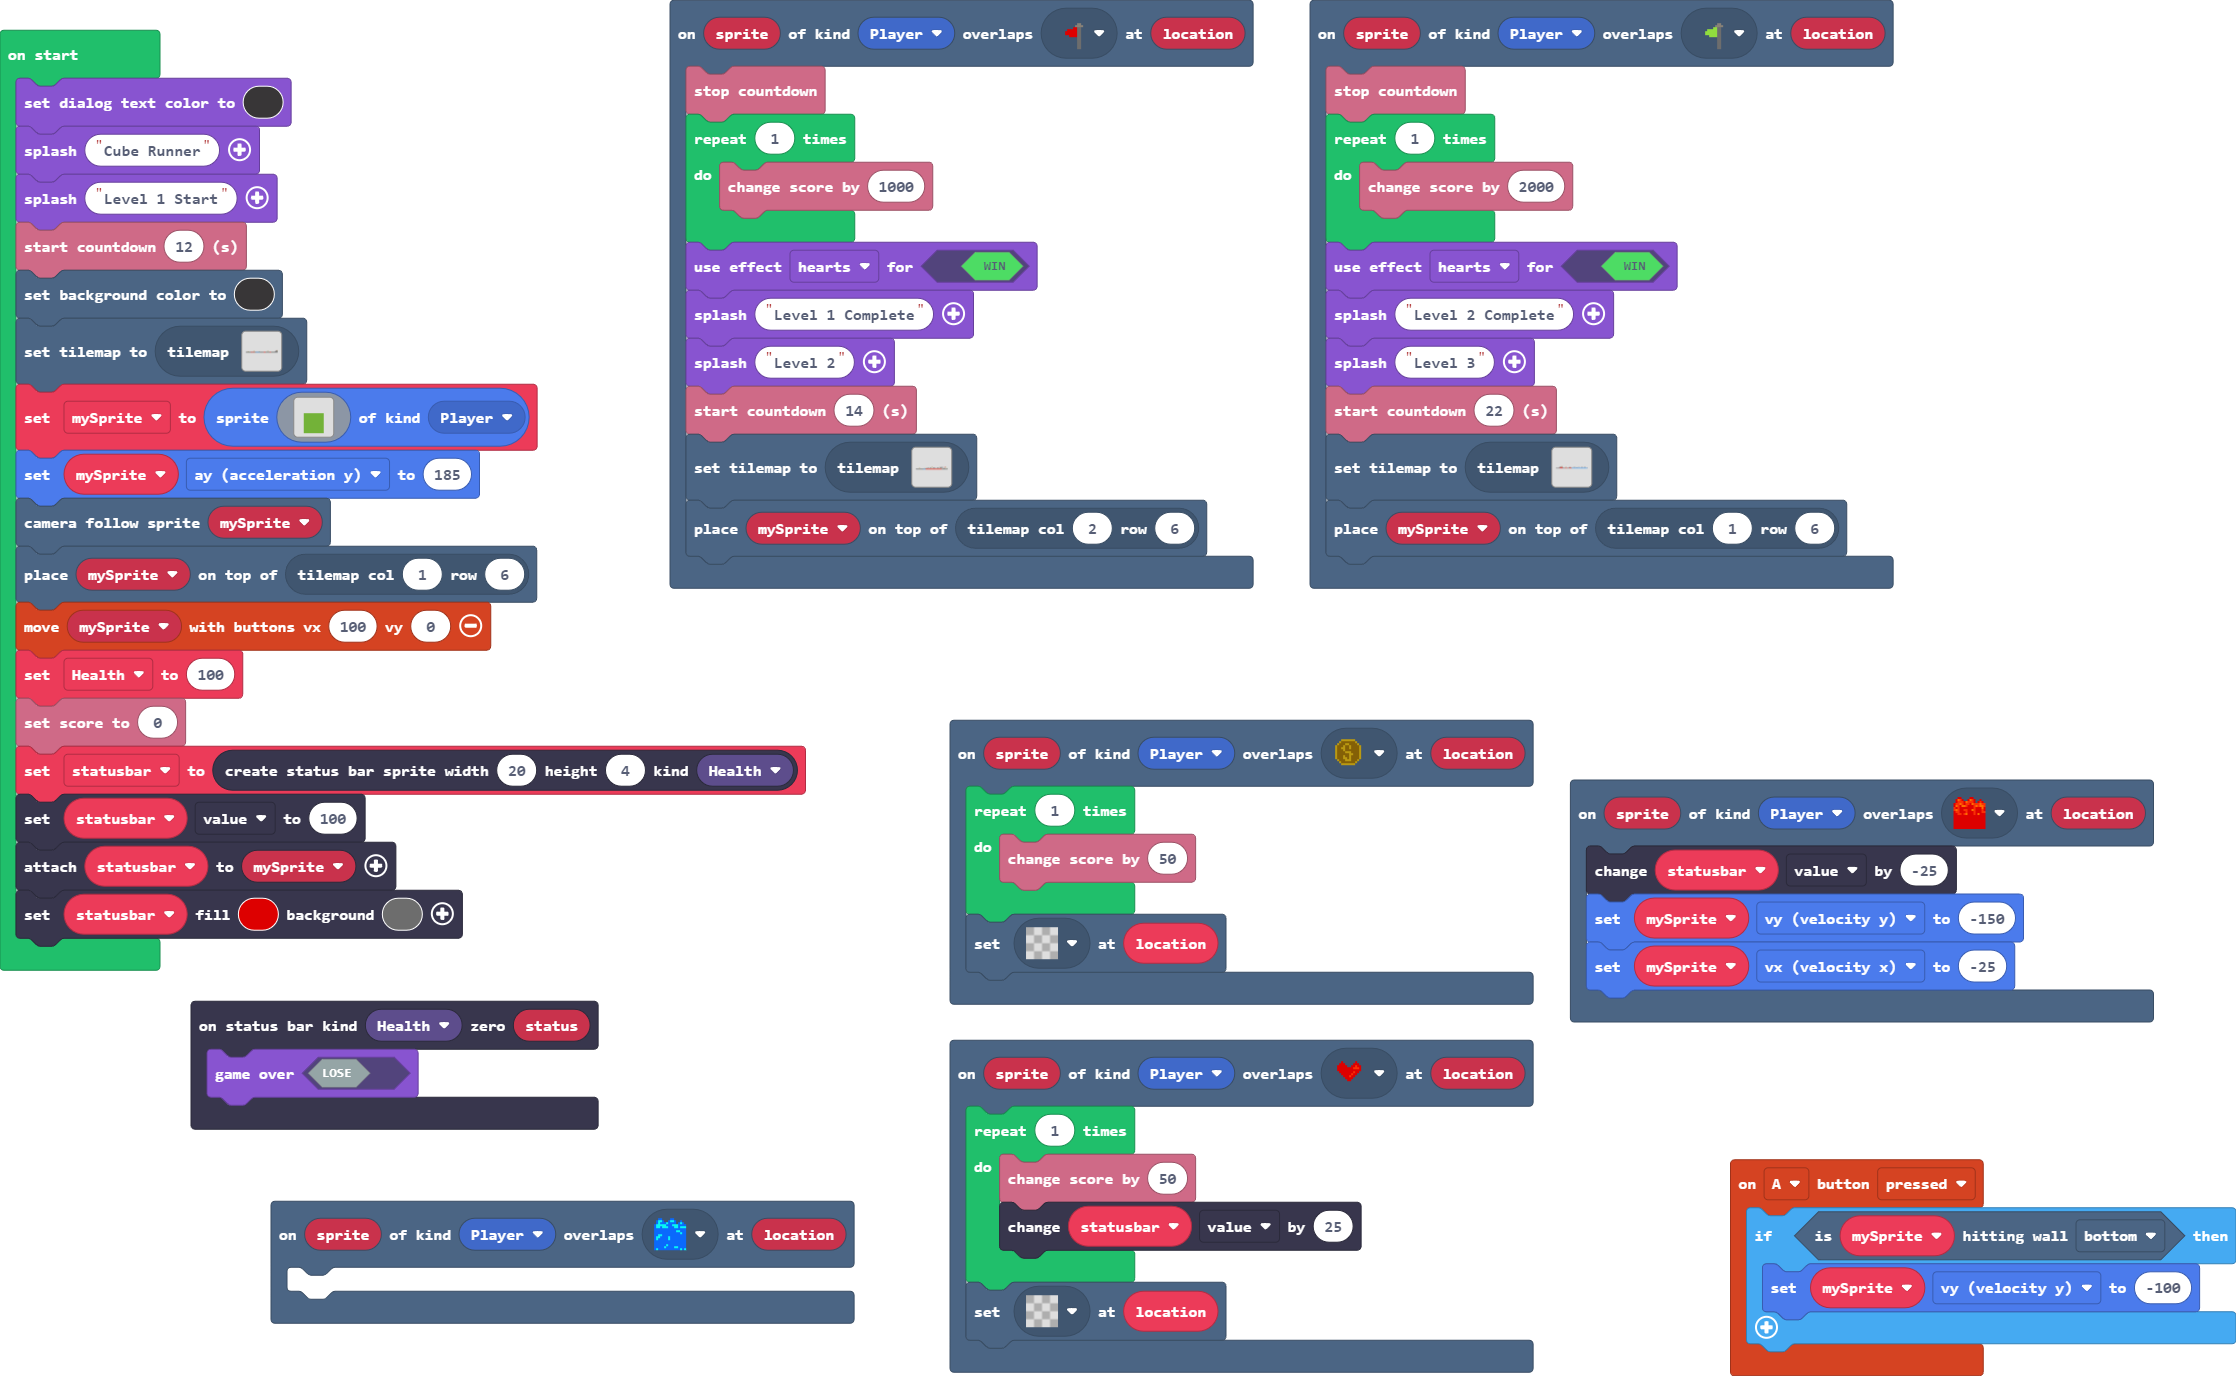 on start
set dialog text color to
splash "Cube Runner"
splash "Level 1 Start"
start countdown 12 (s)
set background color to
set tilemap to tilemap
set mySprite to sprite of kind Player
set mySprite ay (acceleration y) to 185
camera follow sprite mySprite
place mySprite on top of tilemap col 1 row 6
move mySprite with buttons vx 100 vy 0
set Health to 100
set score to 0
set statusbar to create status bar sprite width 20 height 4 kind Health
set statusbar value to 100
attach statusbar to mySprite
set statusbar fill background
on sprite of kind Player overlaps at location
stop countdown
repeat 1 times
do
change score by 1000
use effect hearts for WIN
splash "Level 1 Complete"
splash "Level 2"
start countdown 14 (s)
set tilemap to tilemap
place mySprite on top of tilemap col 2 row 6
on sprite of kind Player overlaps at location
stop countdown
repeat 1 times
do
change score by 2000
use effect hearts for WIN
splash "Level 2 Complete"
splash "Level 3"
start countdown 22 (s)
set tilemap to tilemap
place mySprite on top of tilemap col 1 row 6
on sprite of kind Player overlaps at location
repeat 1 times
do
change score by 50
set at location
on sprite of kind Player overlaps at location
change statusbar value by -25
set mySprite vy (velocity y) to -150
set mySprite vx (velocity x) to -25
on status bar kind Health zero status
game over LOSE
on sprite of kind Player overlaps at location
repeat 1 times
do
change score by 50
change statusbar value by 25
set at location
on sprite of kind Player overlaps at location
on A button pressed
if is mySprite hitting wall bottom then
set mySprite vy (velocity y) to -100